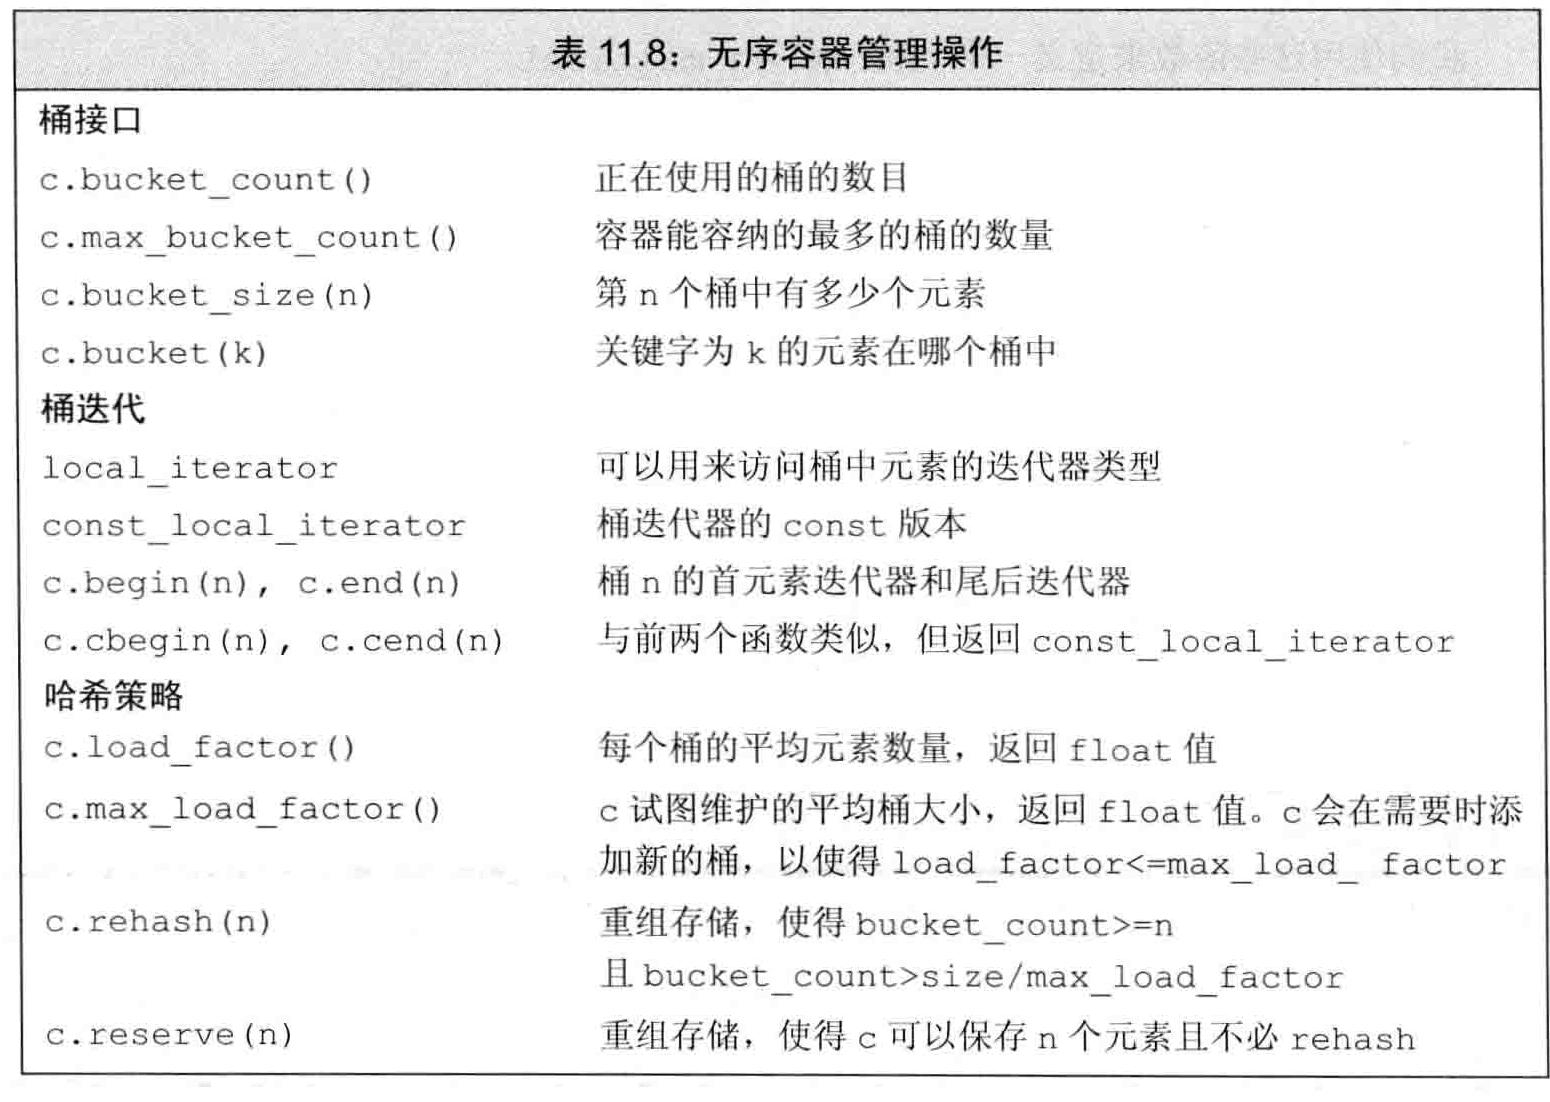 表 11.8：无序容器管理操作
桶接口
c.bucket_count() 正在使用的桶的数目
c.max_bucket_count() 容器能容纳的最多的桶的数量
c.bucket_size(n) 第 n 个桶中有多少个元素
c.bucket(k) 关键字为 k 的元素在哪个桶中
桶迭代
local_iterator 可以用来访问桶中元素的迭代器类型
const_local_iterator 桶迭代器的 const 版本
c.begin(n), c.end(n) 桶 n 的首元素迭代器和尾后迭代器
c.cbegin(n), c.cend(n) 与前两个函数类似，但返回 const_local_iterator
哈希策略
c.load_factor() 每个桶的平均元素数量，返回 float 值
c.max_load_factor() c 试图维护的平均桶大小，返回 float 值。c 会在需要时添
加新的桶，以使得 load_factor<=max_load_ factor
c.rehash(n) 重组存储，使得 bucket_count>=n
且 bucket_count>size/max_load_factor
c.reserve(n) 重组存储，使得 c 可以保存 n 个元素且不必 rehash